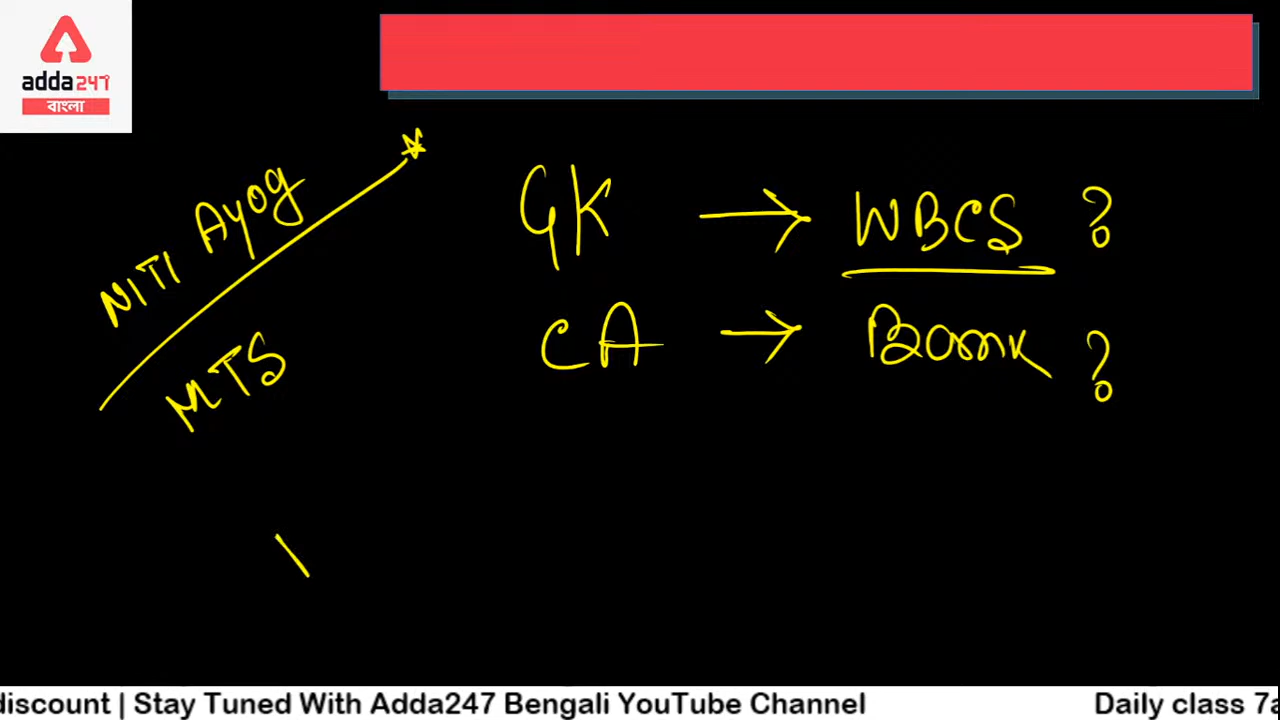 adda247
বাংলা
NITI Ayog
MTS
GK → WBCS ?
CA → Bank ?
discount | Stay Tuned With Adda247 Bengali YouTube Channel
Daily class 7a